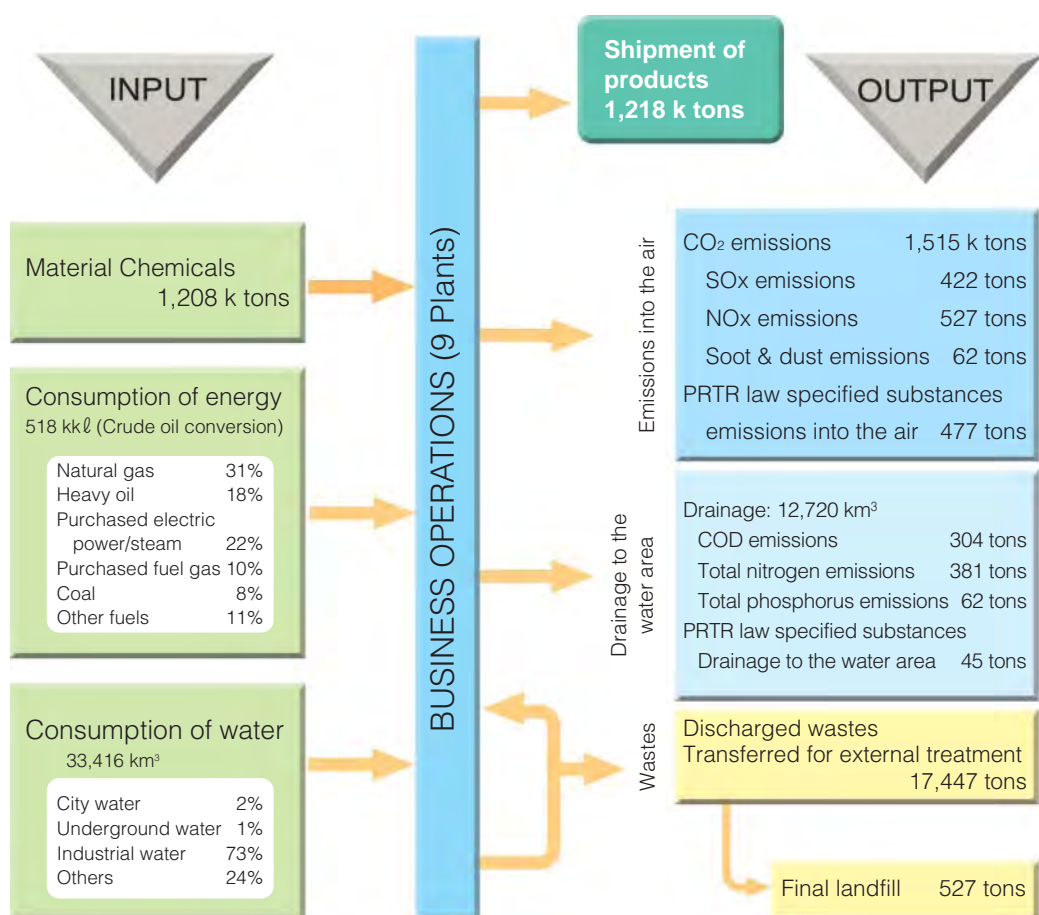 INPUT
Material Chemicals
1,208 k tons
Consumption of energy
518 kkℓ (Crude oil conversion)
Natural gas 31%
Heavy oil 18%
Purchased electric
power/steam 22%
Purchased fuel gas 10%
Coal 8%
Other fuels 11%
Consumption of water
33,416 km³
City water 2%
Underground water 1%
Industrial water 73%
Others 24%
BUSINESS OPERATIONS (9 Plants)
Shipment of
products
1,218 k tons
OUTPUT
Emissions into the air
CO₂ emissions 1,515 k tons
SOx emissions 422 tons
NOx emissions 527 tons
Soot & dust emissions 62 tons
PRTR law specified substances
emissions into the air 477 tons
Drainage to the
water area
Drainage: 12,720 km³
COD emissions 304 tons
Total nitrogen emissions 381 tons
Total phosphorus emissions 62 tons
PRTR law specified substances
Drainage to the water area 45 tons
Wastes
Discharged wastes
Transferred for external treatment
17,447 tons
Final landfill 527 tons